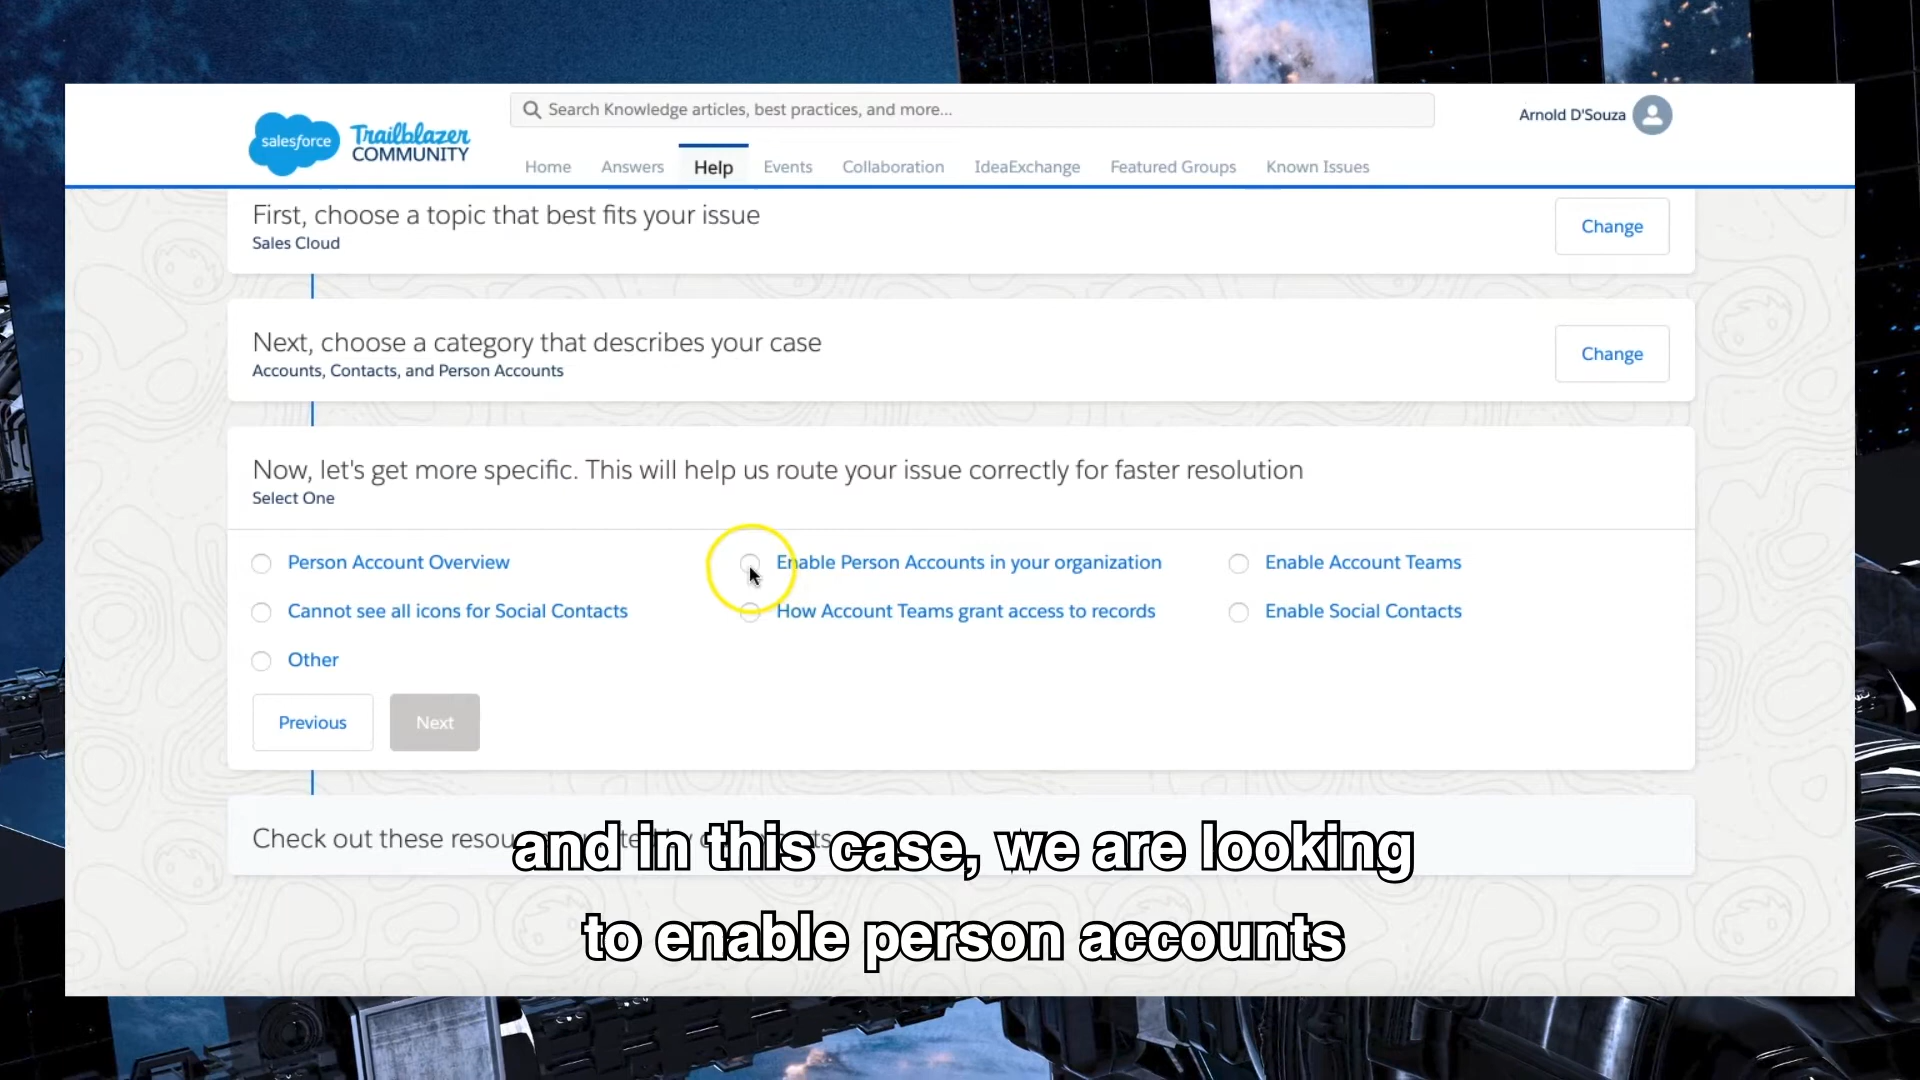 Search Knowledge articles, best practices, and more...
Arnold D'Souza
salesforce
Trailblazer
COMMUNITY
Home Answers Help Events Collaboration IdeaExchange Featured Groups Known Issues
First, choose a topic that best fits your issue
Sales Cloud
Change
Next, choose a category that describes your case
Accounts, Contacts, and Person Accounts
Change
Now, let's get more specific. This will help us route your issue correctly for faster resolution
Select One
Person Account Overview Enable Person Accounts in your organization Enable Account Teams
Cannot see all icons for Social Contacts How Account Teams grant access to records Enable Social Contacts
Other
Previous Next
Check out these
and in this case, we are looking
to enable person accounts